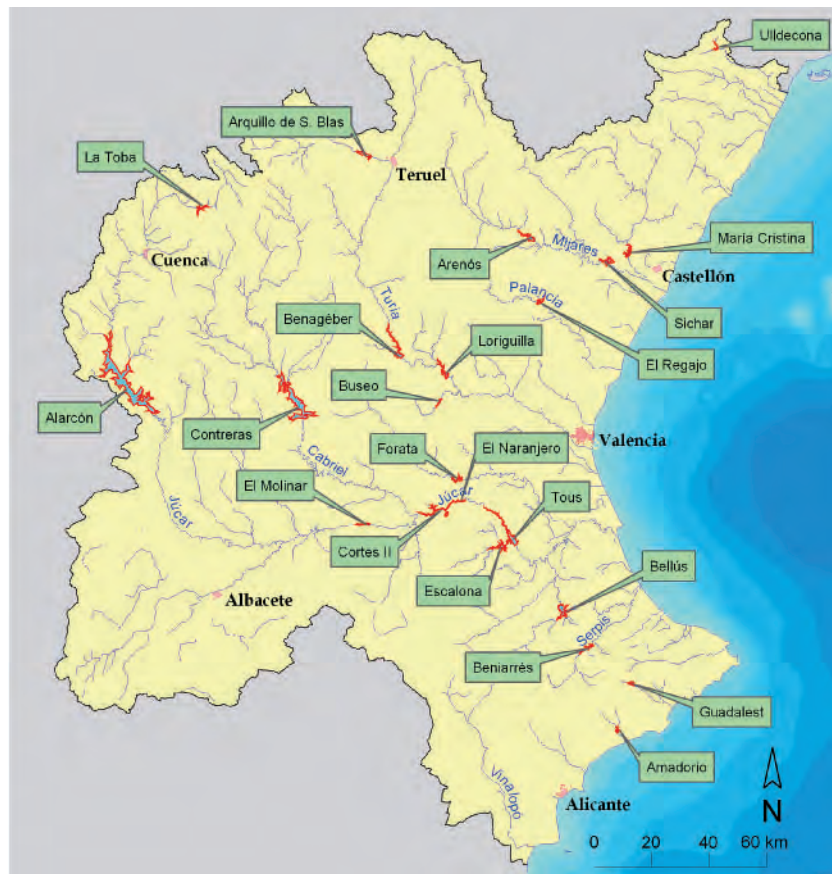 Ulldecona
Arquillo de S. Blas
La Toba
Teruel
María Cristina
Cuenca
Arenós
Mijares
Castellón
Palancia
Sichar
Turia
Benagéber
Loriguilla
El Regajo
Buseo
Alarcón
Contreras
Valencia
Forata
El Naranjero
Cabriel
El Molinar
Júcar
Tous
Júcar
Cortes II
Escalona
Bellús
Albacete
Serpis
Beniarrés
Guadalest
Amadorio
Vinalopó
Alicante
N
0 20 40 60 km